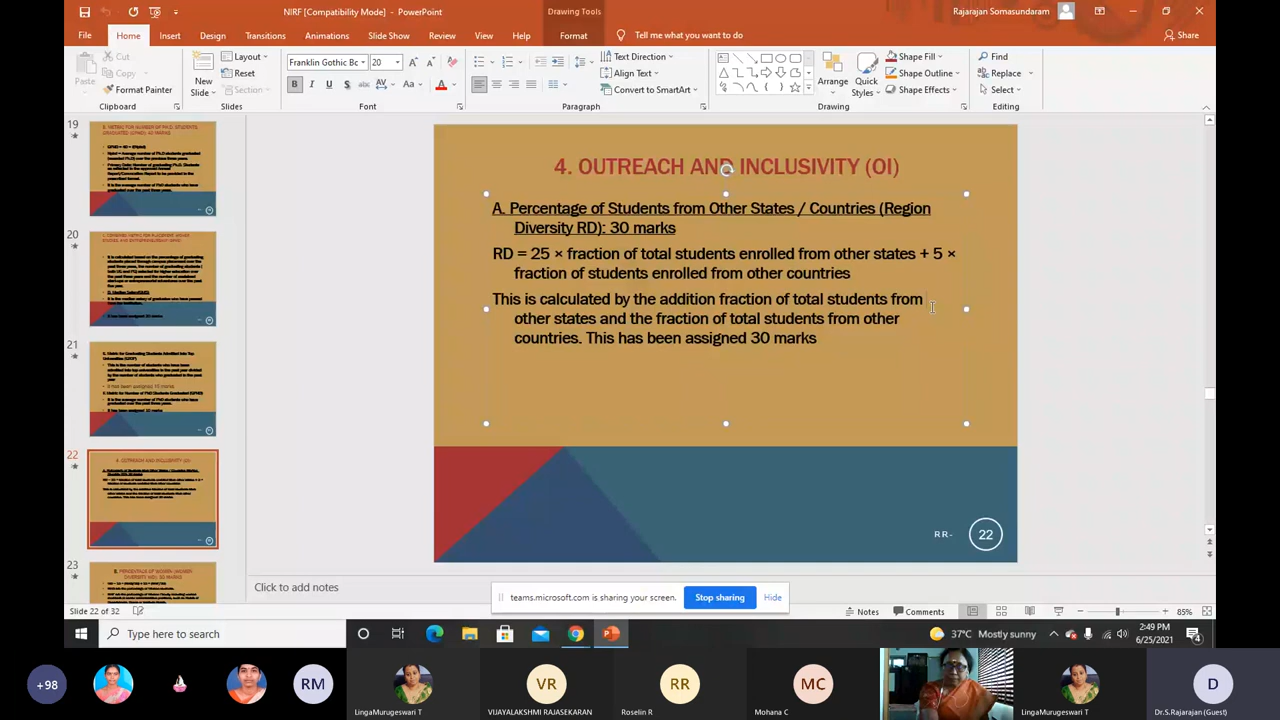 NIRF [Compatibility Mode] - PowerPoint
Drawing Tools
Rajarajan Somasundaram
File
Home
Insert
Design
Transitions
Animations
Slide Show
Review
View
Help
Format
Tell me what you want to do
Share
Paste
Cut
Copy
Format Painter
Clipboard
New
Slide
Layout
Reset
Section
Slides
Franklin Gothic Bc
20
Font
Text Direction
Align Text
Convert to SmartArt
Paragraph
Arrange
Quick
Styles
Shape Fill
Shape Outline
Shape Effects
Drawing
Find
Replace
Select
Editing
19
20
21
22
23
4. OUTREACH AND INCLUSIVITY (OI)
A. Percentage of Students from Other States / Countries (Region
Diversity RD): 30 marks
RD = 25 × fraction of total students enrolled from other states + 5 ×
fraction of students enrolled from other countries
This is calculated by the addition fraction of total students from
other states and the fraction of total students from other
countries. This has been assigned 30 marks
RR-
22
Click to add notes
teams.microsoft.com is sharing your screen.
Stop sharing
Hide
Slide 22 of 32
Notes
Comments
85%
Type here to search
37°C Mostly sunny
2:49 PM
6/25/2021
4
+98
RM
LingaMurugeswari T
VR
VIJAYALAKSHMI RAJASEKARAN
RR
Roselin R
MC
Mohana C
LingaMurugeswari T
D
Dr.S.Rajarajan (Guest)